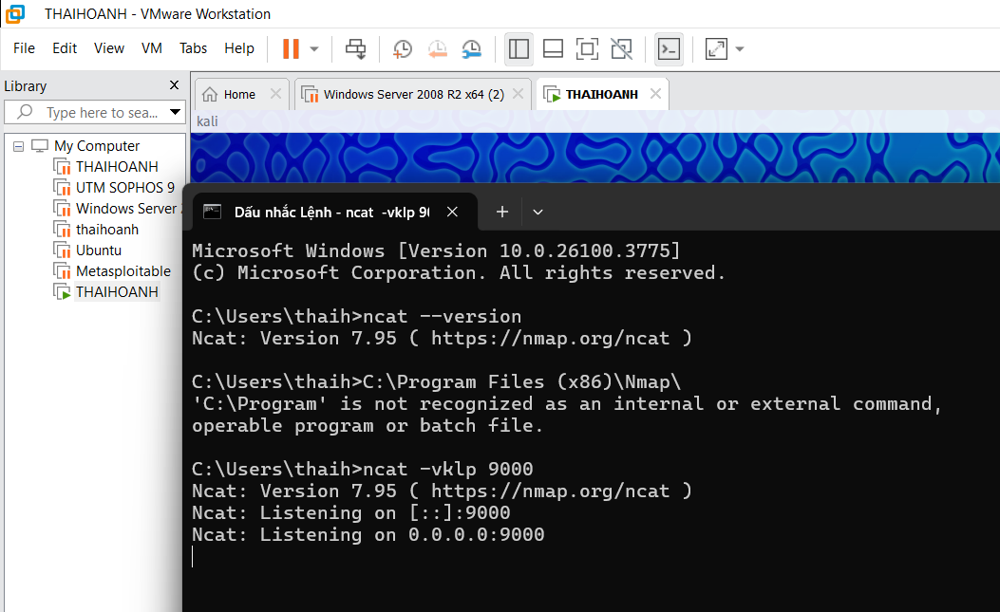 THAIHOANH - VMware Workstation
File Edit View VM Tabs Help
Library
Type here to sea...
Home
Windows Server 2008 R2 x64 (2)
THAIHOANH
kali
My Computer
THAIHOANH
UTM SOPHOS 9
Windows Server
thaihoanh
Ubuntu
Metasploitable
THAIHOANH
Dấu nhắc Lệnh - ncat -vklp 90
Microsoft Windows [Version 10.0.26100.3775]
(c) Microsoft Corporation. All rights reserved.
C:\Users\thaih>ncat --version
Ncat: Version 7.95 ( https://nmap.org/ncat )
C:\Users\thaih>C:\Program Files (x86)\Nmap\
'C:\Program' is not recognized as an internal or external command,
operable program or batch file.
C:\Users\thaih>ncat -vklp 9000
Ncat: Version 7.95 ( https://nmap.org/ncat )
Ncat: Listening on [::]:9000
Ncat: Listening on 0.0.0.0:9000